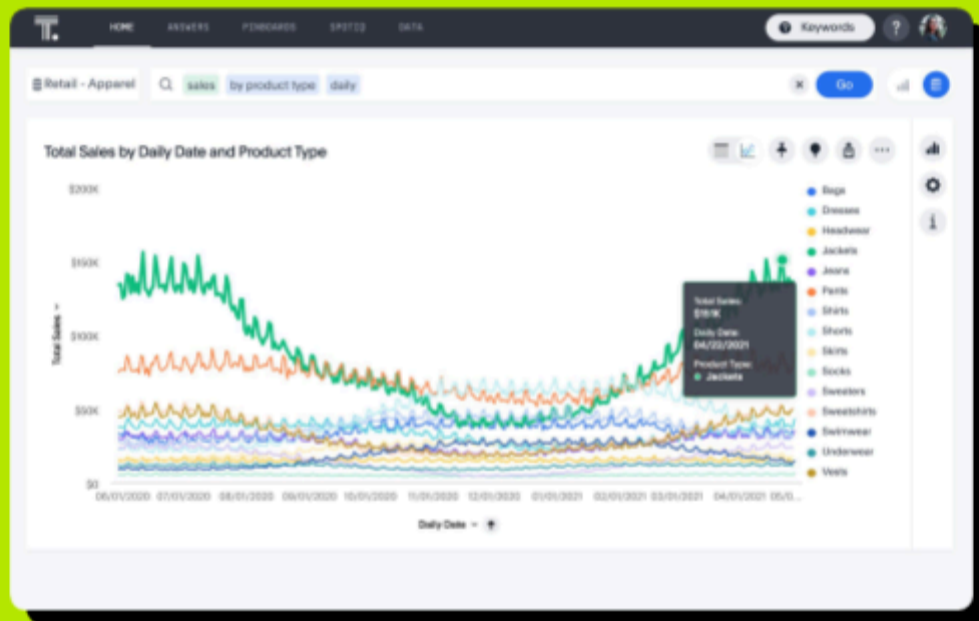 T.
HOME ANSWERS PINBOARDS SPOTIQ DATA
Keywords
?
Retail - Apparel
sales by product type daily
Go
Total Sales by Daily Date and Product Type
$200K
$150K
$100K
$50K
$0
Total Sales
06/01/2020 07/01/2020 08/01/2020 09/01/2020 10/01/2020 11/01/2020 12/01/2020 01/01/2021 02/01/2021 03/01/2021 04/01/2021 05/0...
Daily Date
Total Sales:
$151K
Daily Date:
04/22/2021
Product Type:
Jackets
Bags
Dresses
Headwear
Jackets
Jeans
Pants
Shirts
Shorts
Skirts
Socks
Sweaters
Sweatshirts
Swimwear
Underwear
Vests